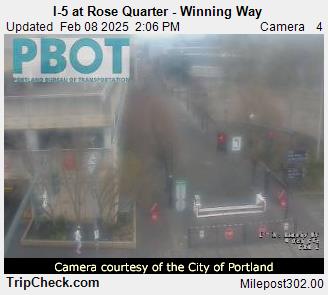 I-5 at Rose Quarter - Winning Way
Updated Feb 08 2025 2:06 PM Camera 4
PBOT
PORTLAND BUREAU OF TRANSPORTATION
Camera courtesy of the City of Portland
TripCheck.com Milepost302.00